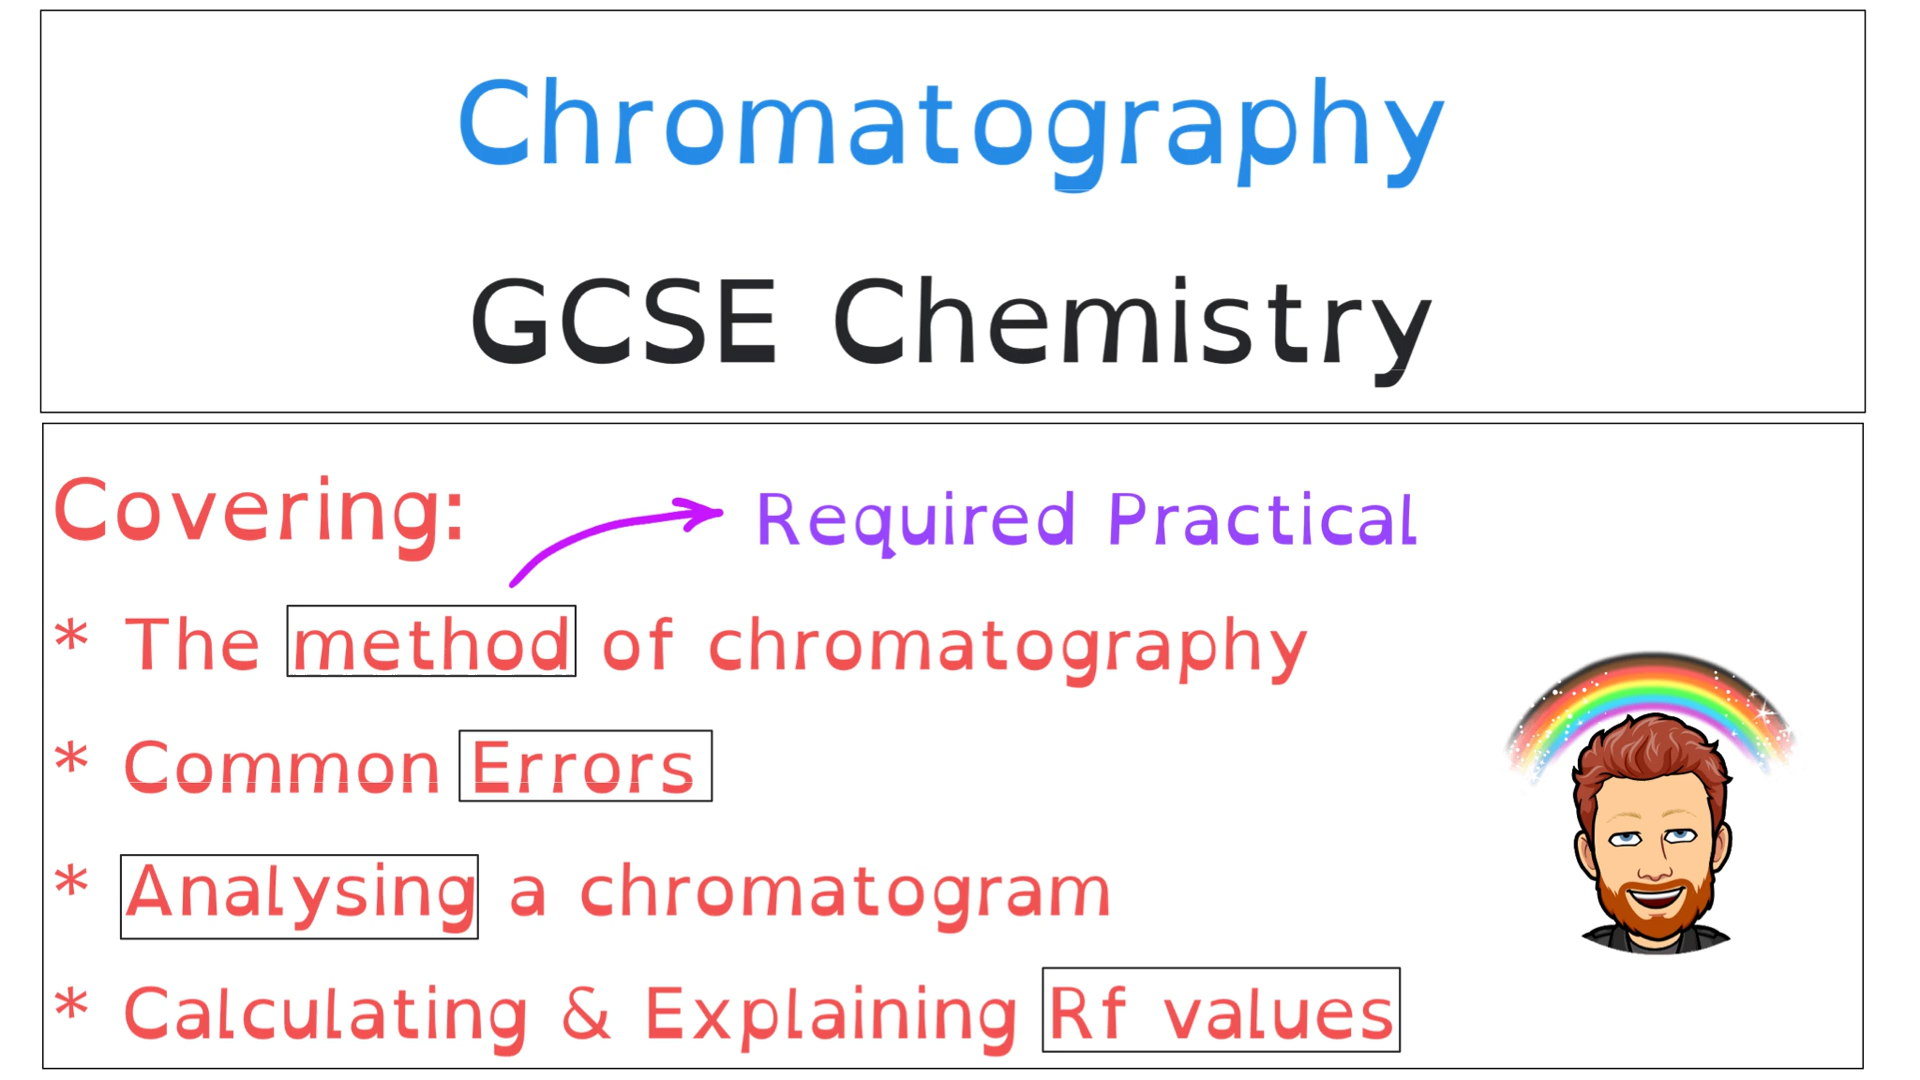 Chromatography
GCSE Chemistry
Covering:
Required Practical
* The method of chromatography
* Common Errors
* Analysing a chromatogram
* Calculating & Explaining Rf values